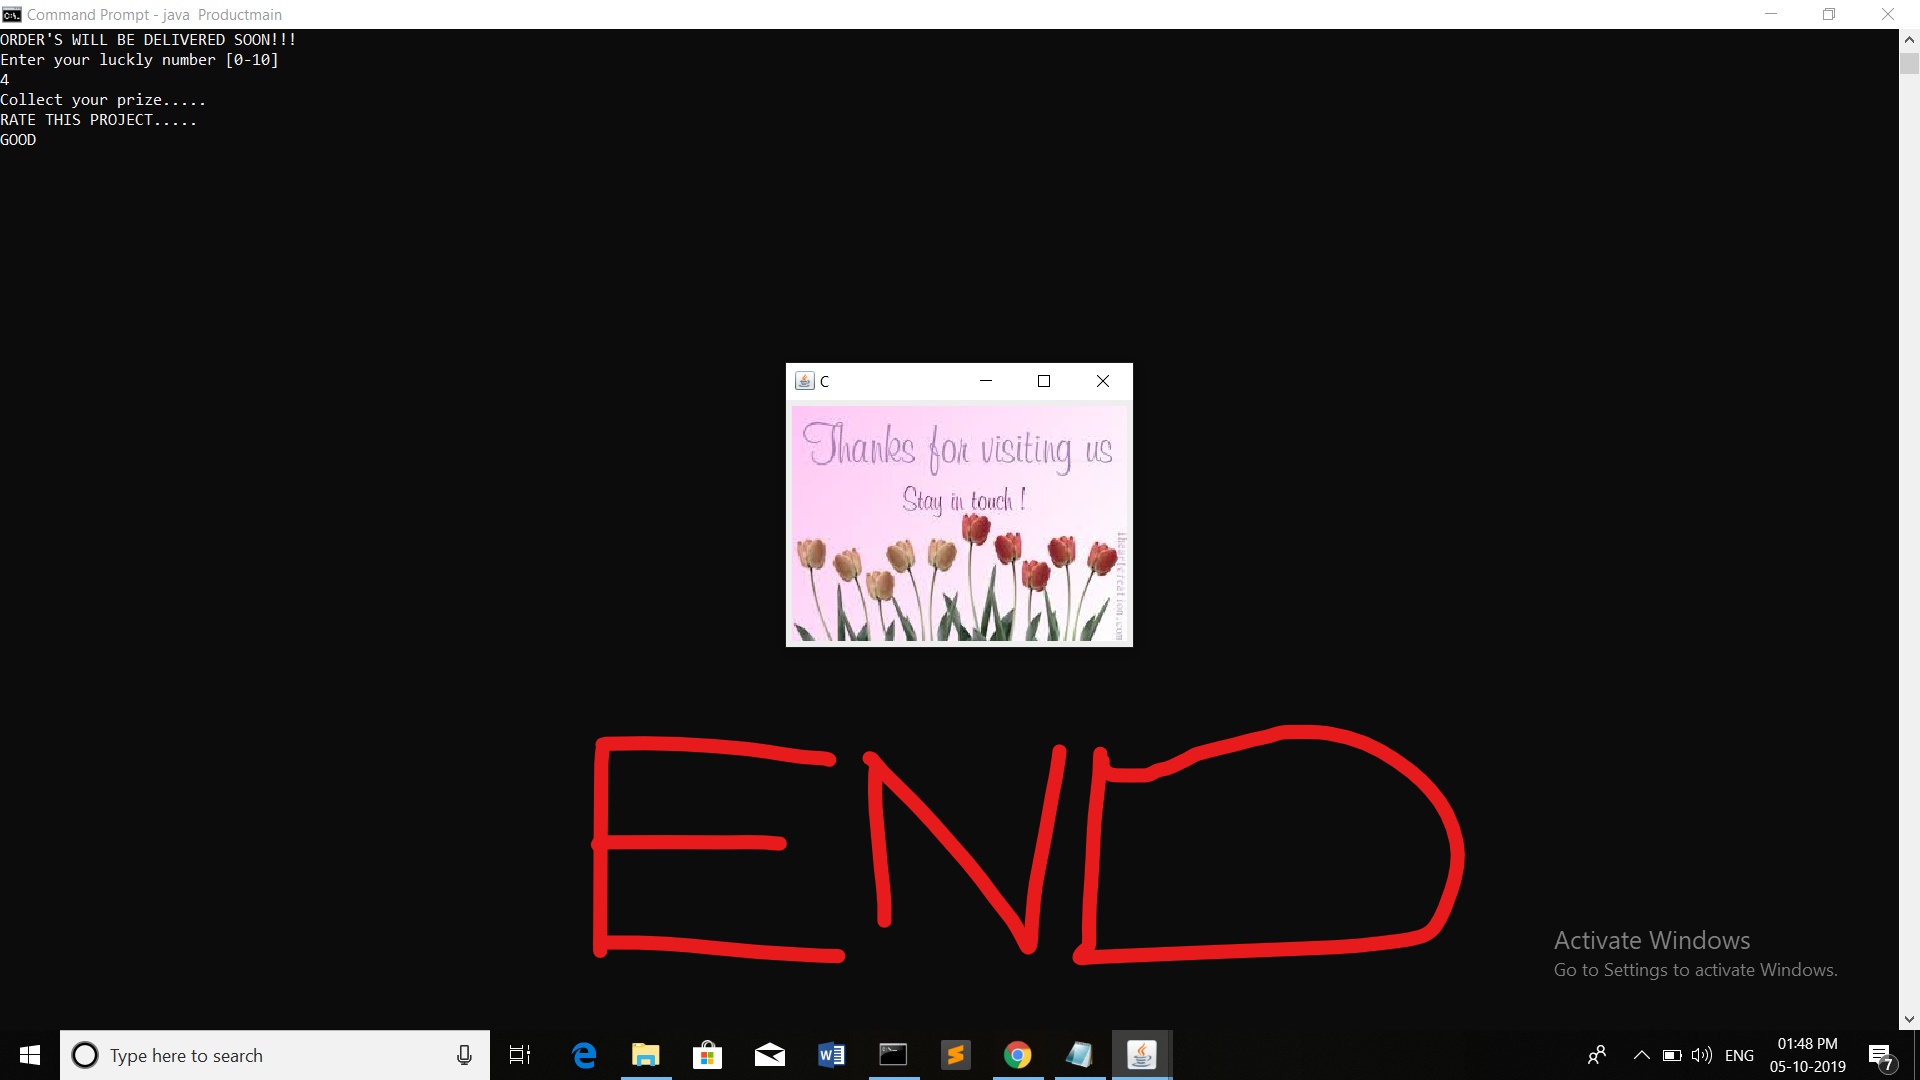 Command Prompt - java  Productmain
ORDER'S WILL BE DELIVERED SOON!!!
Enter your luckly number [0-10]
4
Collect your prize.....
RATE THIS PROJECT.....
GOOD
C
Thanks for visiting us
Stay in touch !
END
Activate Windows
Go to Settings to activate Windows.
Type here to search
ENG
01:48 PM
05-10-2019
7